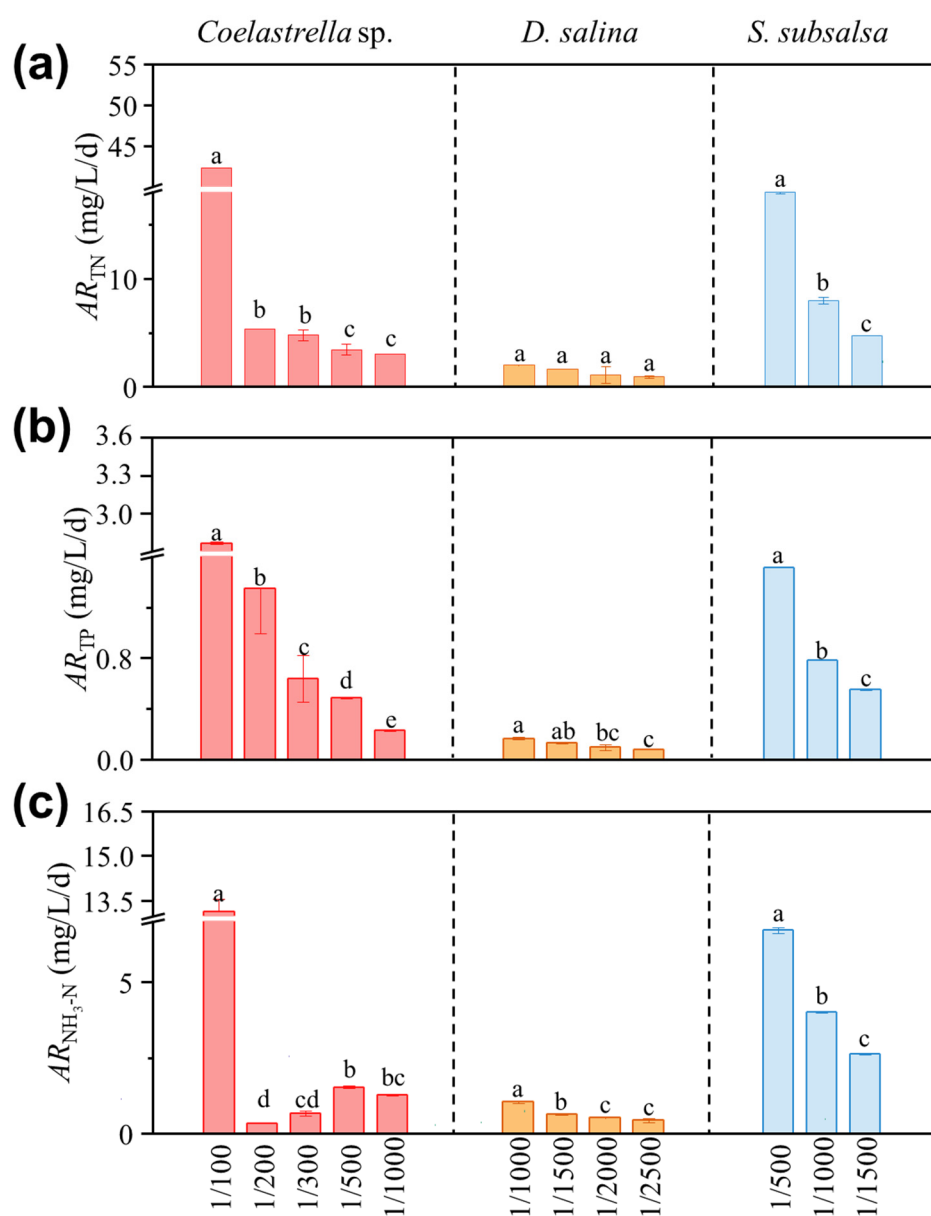 Coelastrella sp. D. salina S. subsalsa
(a)
55
50
45
10
0
AR_TN (mg/L/d)
a b b c c a a a a a b c
(b)
3.6
3.3
3.0
0.8
0.0
AR_TP (mg/L/d)
a b c d e a ab bc c a b c
(c)
16.5
15.0
13.5
5
0
AR_NH₃-N (mg/L/d)
a d cd b bc a b c c a b c
1/100 1/200 1/300 1/500 1/1000 1/1000 1/1500 1/2000 1/2500 1/500 1/1000 1/1500